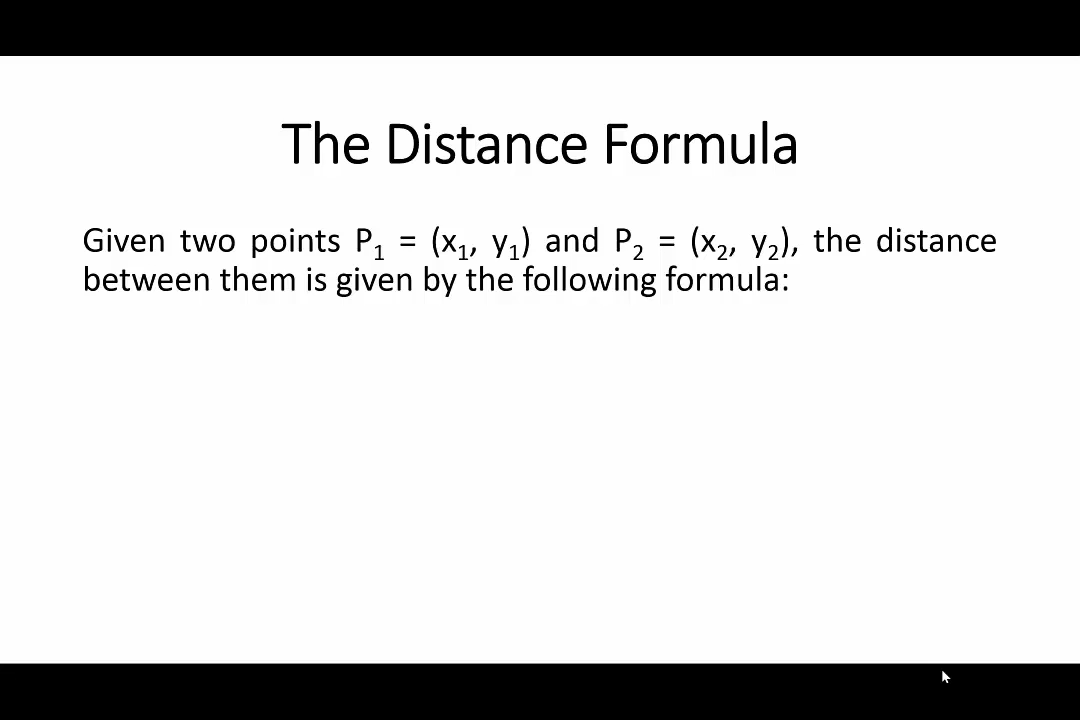 The Distance Formula
Given two points P₁ = (x₁, y₁) and P₂ = (x₂, y₂), the distance
between them is given by the following formula: